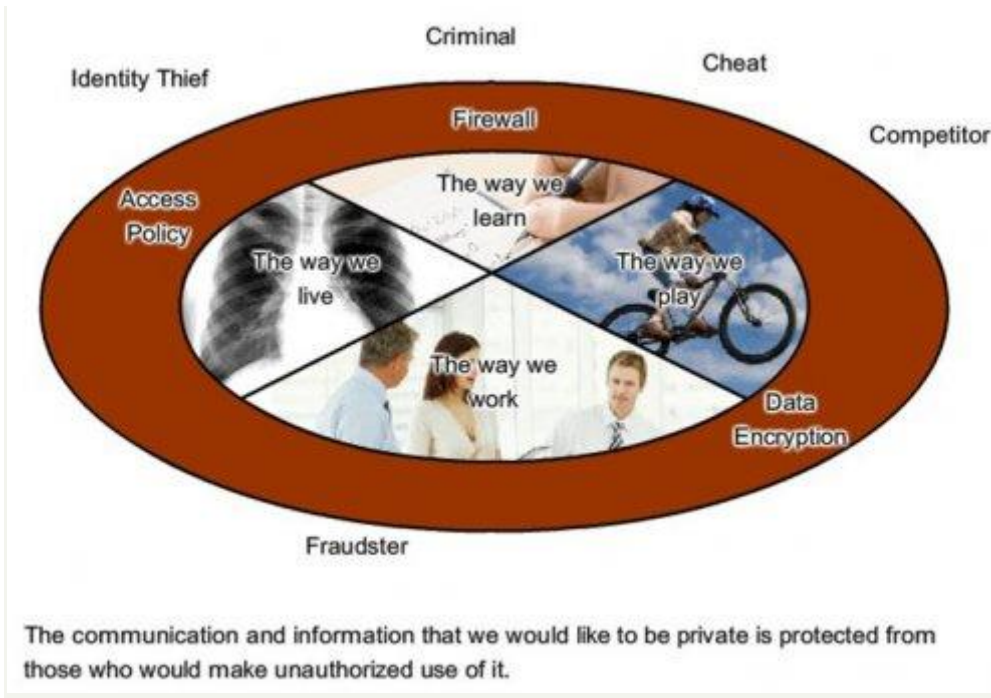 Criminal
Cheat
Identity Thief
Competitor
Firewall
Access
Policy
The way we
learn
The way we
live
The way we
play
The way we
work
Data
Encryption
Fraudster
The communication and information that we would like to be private is protected from
those who would make unauthorized use of it.